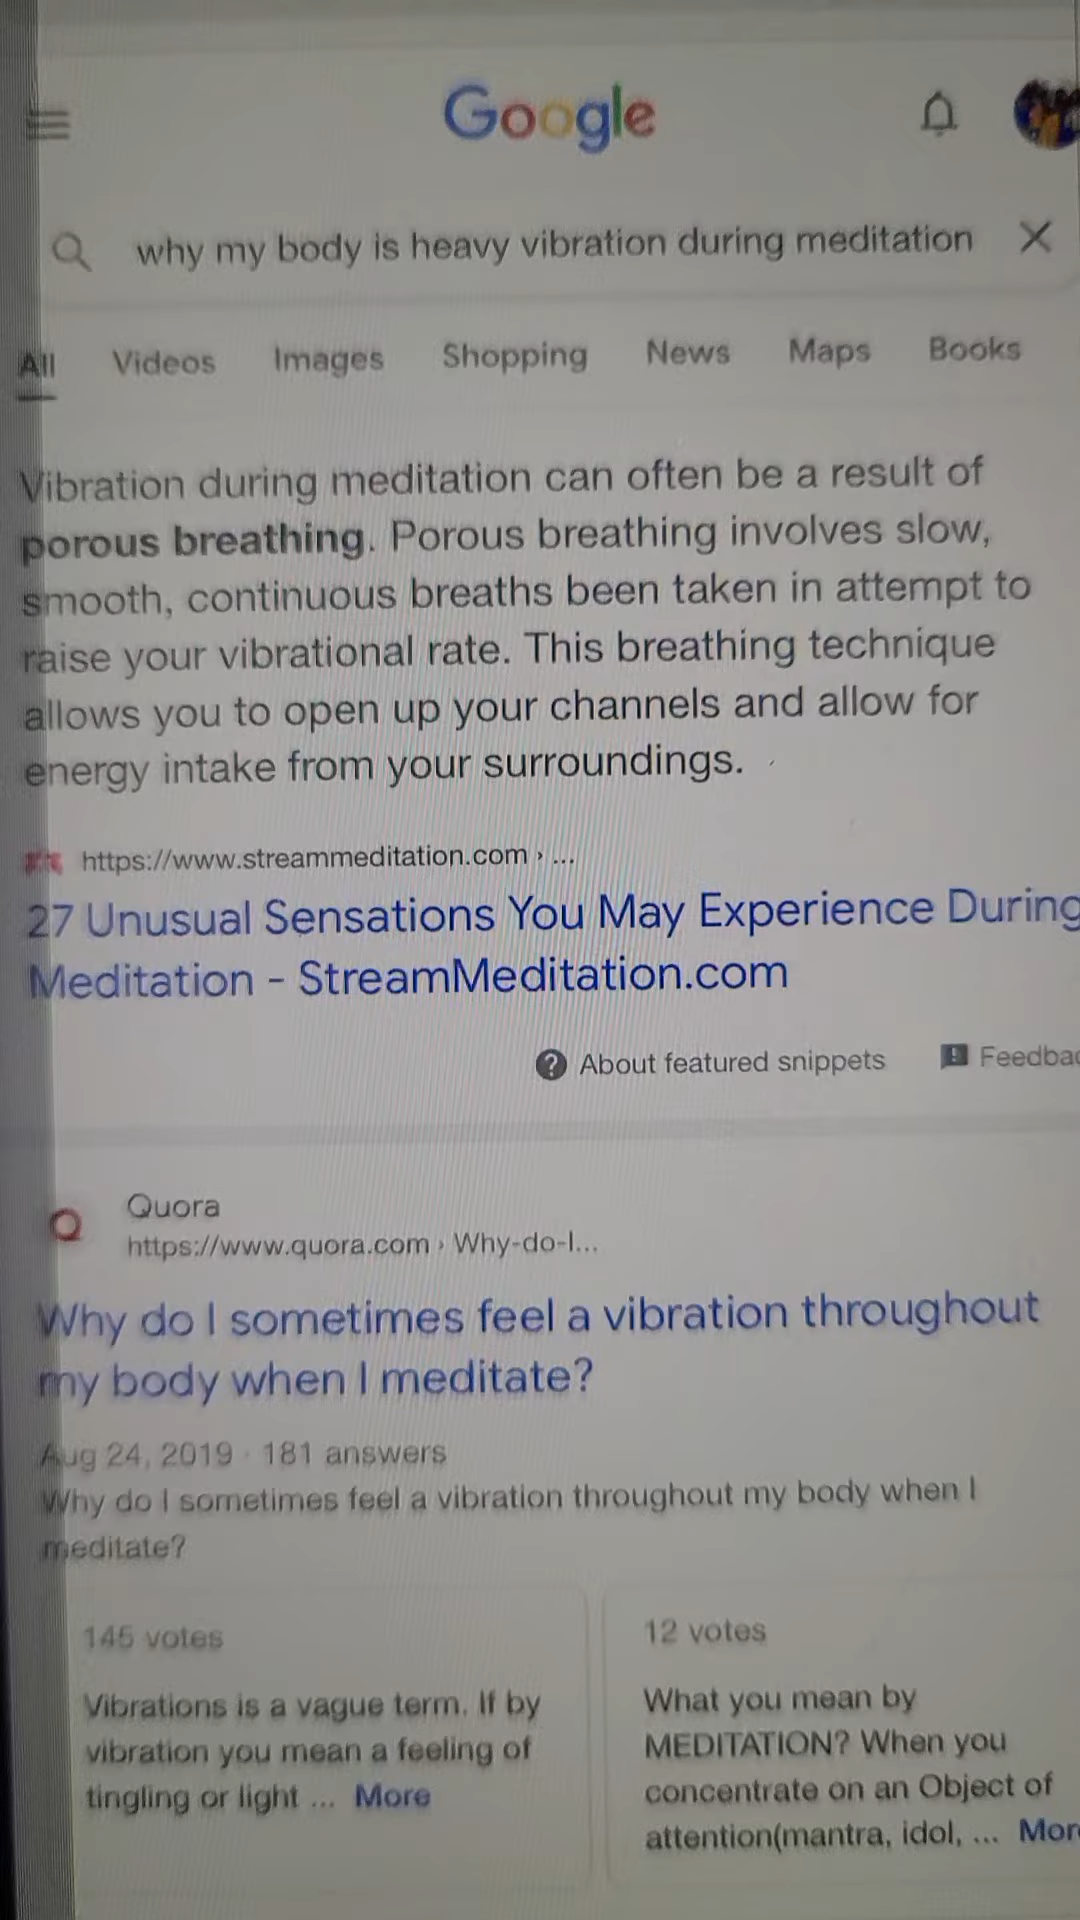 Google
why my body is heavy vibration during meditation
All Videos Images Shopping News Maps Books
Vibration during meditation can often be a result of
porous breathing. Porous breathing involves slow,
smooth, continuous breaths been taken in attempt to
raise your vibrational rate. This breathing technique
allows you to open up your channels and allow for
energy intake from your surroundings.
https://www.streammeditation.com › ...
27 Unusual Sensations You May Experience During
Meditation - StreamMeditation.com
About featured snippets Feedbac
Quora
https://www.quora.com › Why-do-I...
Why do I sometimes feel a vibration throughout
my body when I meditate?
Aug 24, 2019 · 181 answers
Why do I sometimes feel a vibration throughout my body when I
meditate?
145 votes
Vibrations is a vague term. If by
vibration you mean a feeling of
tingling or light ... More
12 votes
What you mean by
MEDITATION? When you
concentrate on an Object of
attention(mantra, idol, ... More